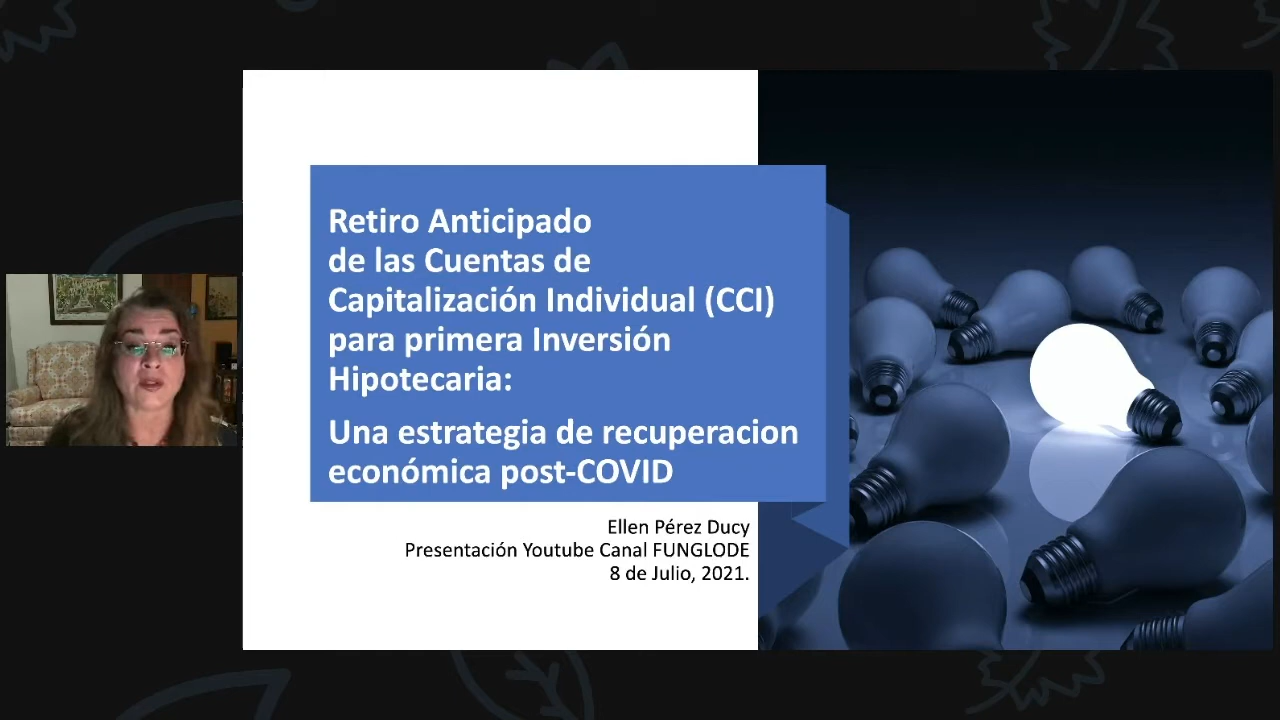 Retiro Anticipado
de las Cuentas de
Capitalización Individual (CCI)
para primera Inversión
Hipotecaria:
Una estrategia de recuperacion
económica post-COVID
Ellen Pérez Ducy
Presentación Youtube Canal FUNGLODE
8 de Julio, 2021.